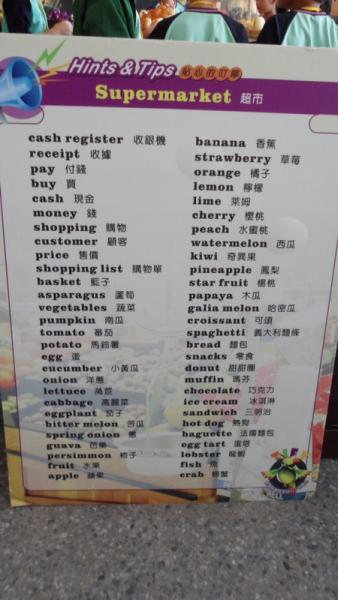 Hints & Tips 貼心的叮嚀
Supermarket 超市
cash register 收銀機
receipt 收據
pay 付錢
buy 買
cash 現金
money 錢
shopping 購物
customer 顧客
price 售價
shopping list 購物單
basket 籃子
asparagus 蘆筍
vegetables 蔬菜
pumpkin 南瓜
tomato 番茄
potato 馬鈴薯
egg 蛋
cucumber 小黃瓜
onion 洋蔥
lettuce 萵苣
cabbage 高麗菜
eggplant 茄子
bitter melon 苦瓜
spring onion 蔥
guava 芭樂
persimmon 柿子
fruit 水果
apple 蘋果
banana 香蕉
strawberry 草莓
orange 橘子
lemon 檸檬
lime 萊姆
cherry 櫻桃
peach 水蜜桃
watermelon 西瓜
kiwi 奇異果
pineapple 鳳梨
star fruit 楊桃
papaya 木瓜
galia melon 哈密瓜
croissant 可頌
spaghetti 義大利麵條
bread 麵包
snacks 零食
donut 甜甜圈
muffin 瑪芬
chocolate 巧克力
ice cream 冰淇淋
sandwich 三明治
hot dog 熱狗
baguette 法國麵包
egg tart 蛋塔
lobster 龍蝦
fish 魚
crab 螃蟹